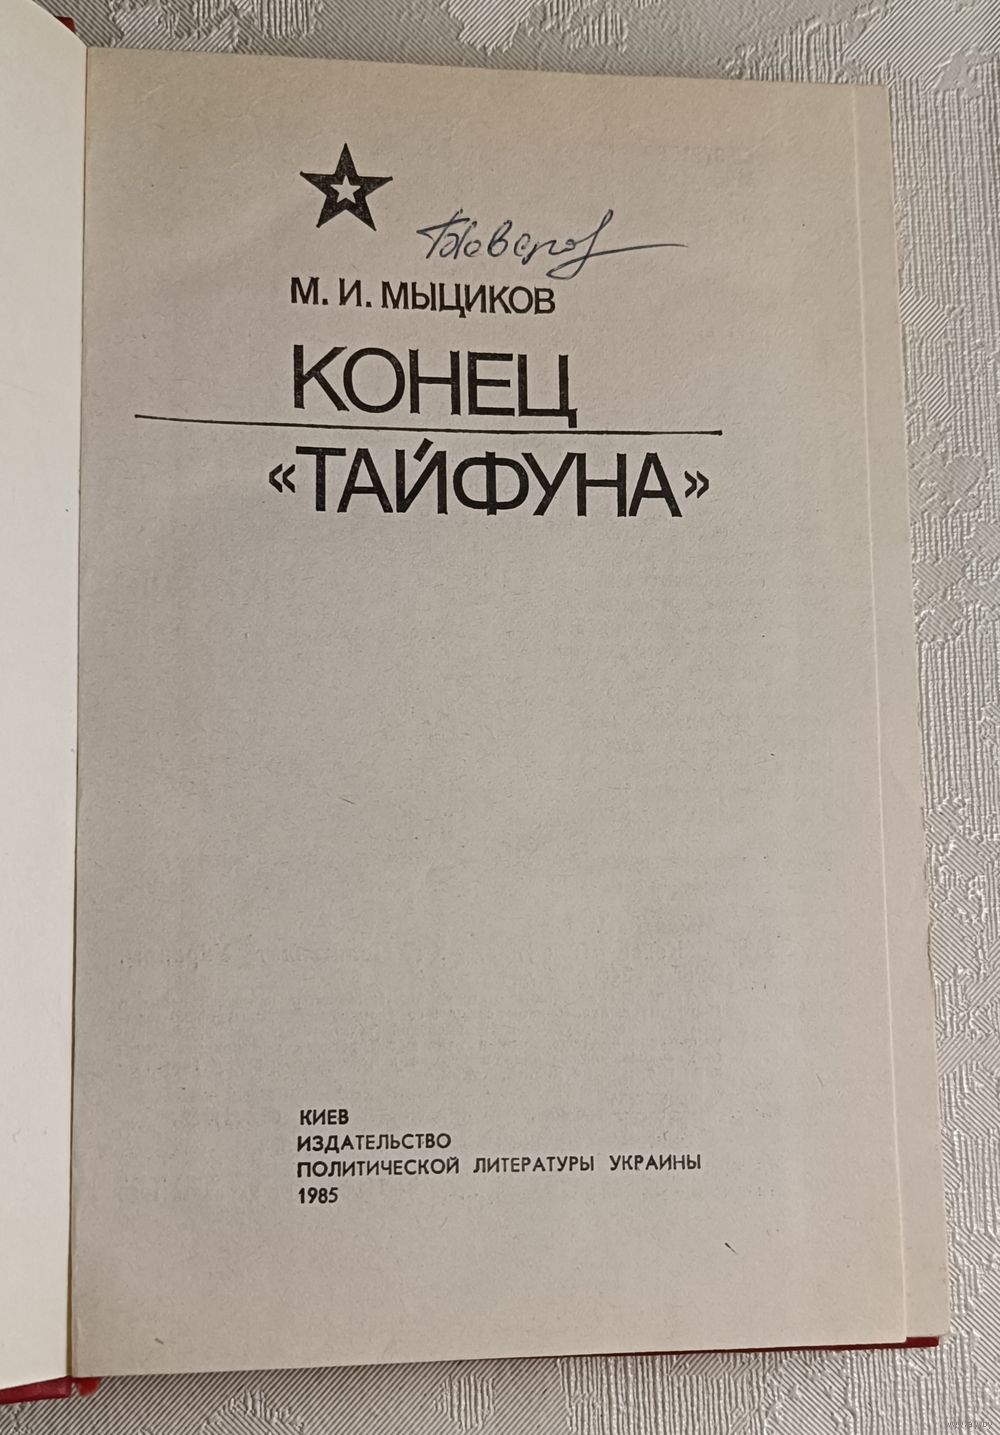 М. И. МЫЦИКОВ
КОНЕЦ
«ТАЙФУНА»
КИЕВ
ИЗДАТЕЛЬСТВО
ПОЛИТИЧЕСКОЙ ЛИТЕРАТУРЫ УКРАИНЫ
1985